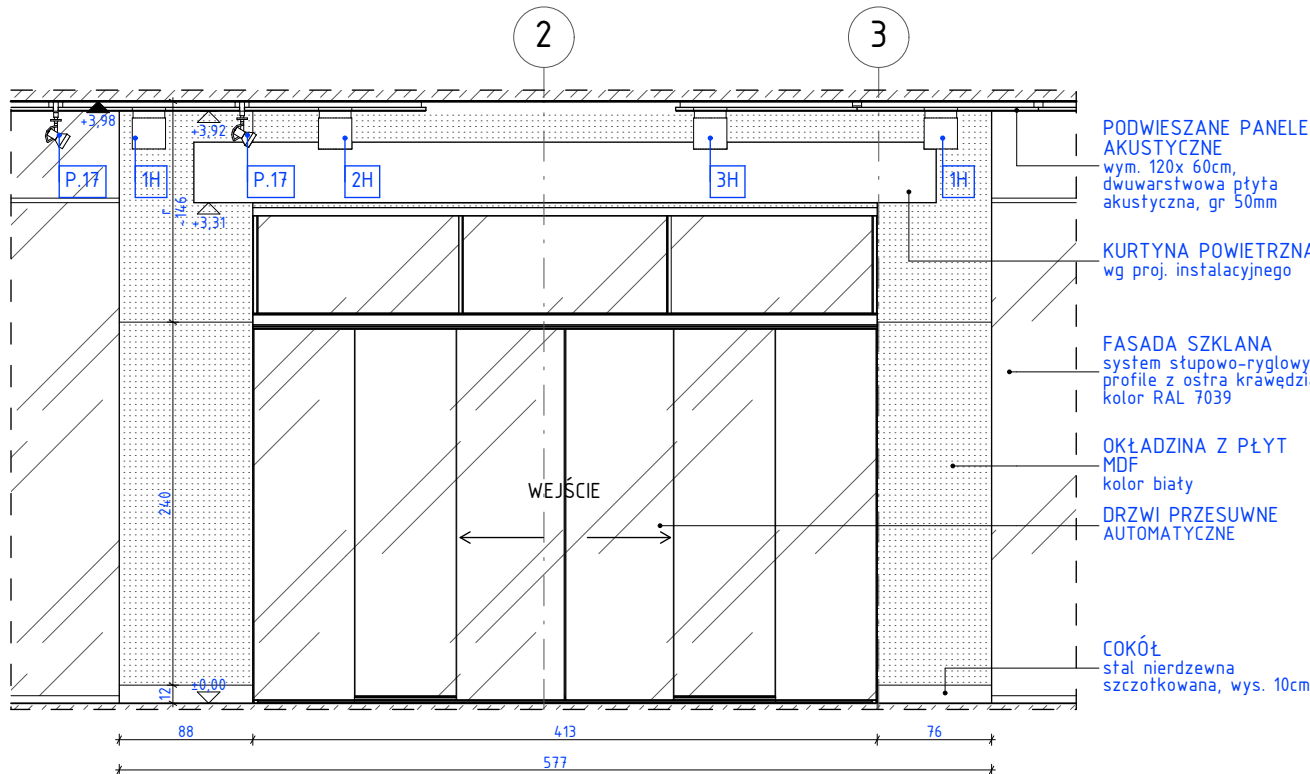 2
3
+3,98
+3,92
P.17
1H
P.17
2H
3H
1H
r
~146
+3,31
240
WEJŚCIE
±0,00
12
88
413
76
577
PODWIESZANE PANELE
AKUSTYCZNE
wym. 120x 60cm,
dwuwarstwowa płyta
akustyczna, gr 50mm
KURTYNA POWIETRZNA
wg proj. instalacyjnego
FASADA SZKLANA
system słupowo-ryglowy
profile z ostra krawędzi
kolor RAL 7039
OKŁADZINA Z PŁYT
MDF
kolor biały
DRZWI PRZESUWNE
AUTOMATYCZNE
COKÓŁ
stal nierdzewna
szczotkowana, wys. 10cm